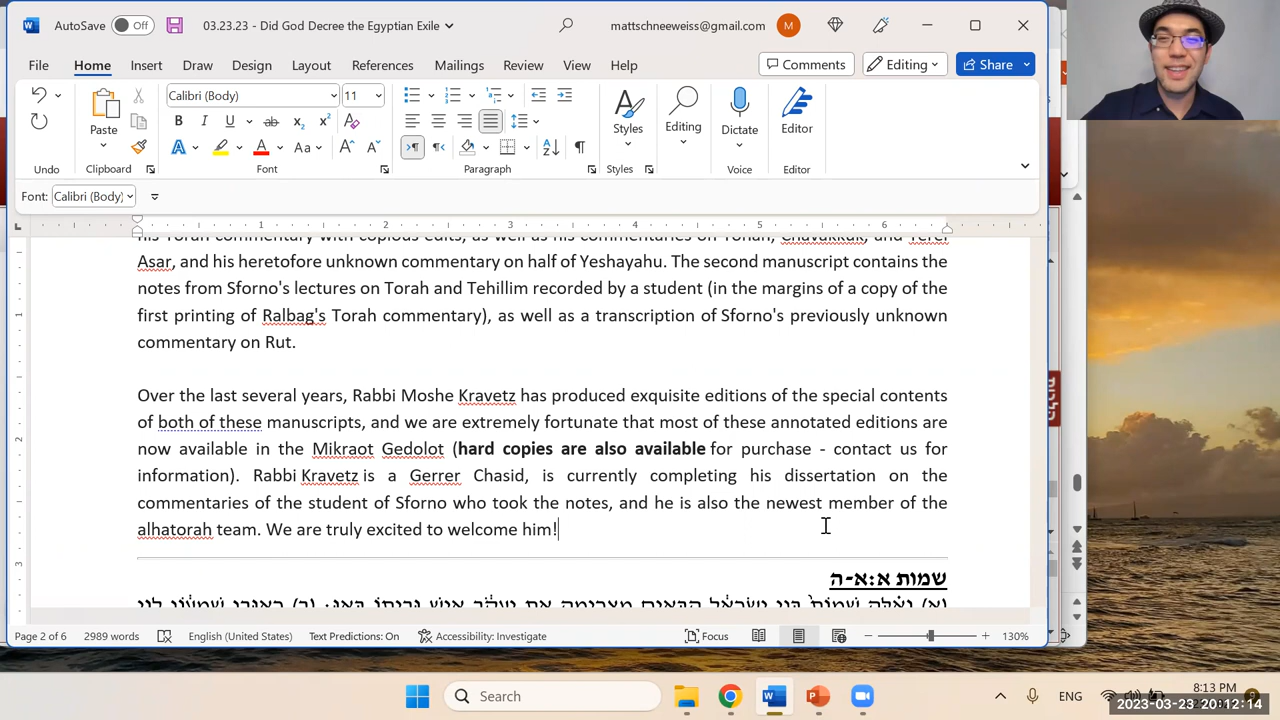 AutoSave Off 03.23.23 - Did God Decree the Egyptian Exile mattschneeweiss@gmail.com M
File Home Insert Draw Design Layout References Mailings Review View Help Comments Editing Share
Calibri (Body) 11
Paste Styles Editing Dictate Editor
Undo Clipboard Font Paragraph Styles Voice Editor
Font: Calibri (Body)
1 2 3 4 5 6
his Torah commentary with copious edits, as well as his commentaries on Tohan, Chavakkuk, and
Asar, and his heretofore unknown commentary on half of Yeshayahu. The second manuscript contains the
notes from Sforno's lectures on Torah and Tehillim recorded by a student (in the margins of a copy of the
first printing of Ralbag's Torah commentary), as well as a transcription of Sforno's previously unknown
commentary on Rut.
Over the last several years, Rabbi Moshe Kravetz has produced exquisite editions of the special contents
of both of these manuscripts, and we are extremely fortunate that most of these annotated editions are
now available in the Mikraot Gedolot (hard copies are also available for purchase - contact us for
information). Rabbi Kravetz is a Gerrer Chasid, is currently completing his dissertation on the
commentaries of the student of Sforno who took the notes, and he is also the newest member of the
alhatorah team. We are truly excited to welcome him!
שמות א:א-ה
Page 2 of 6 2989 words English (United States) Text Predictions: On Accessibility: Investigate Focus 130%
Search ENG 8:13 PM
2023-03-23 20:12:14